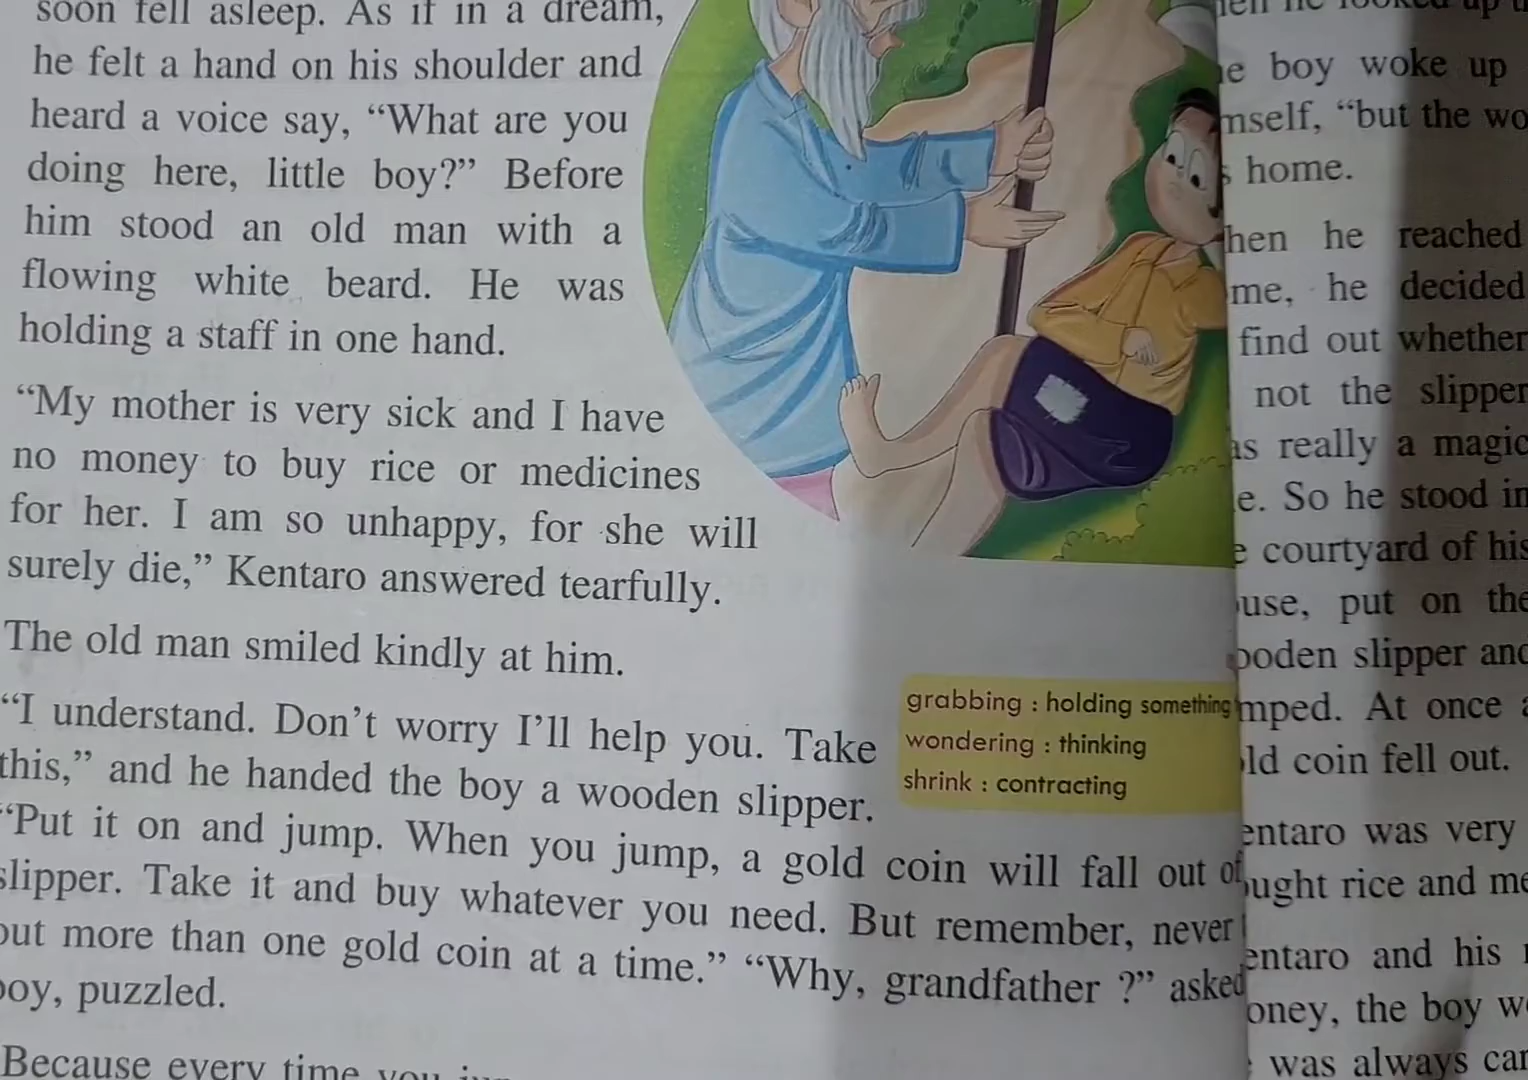 soon fell asleep. As if in a dream,
he felt a hand on his shoulder and
heard a voice say, “What are you
doing here, little boy?” Before
him stood an old man with a
flowing white beard. He was
holding a staff in one hand.
“My mother is very sick and I have
no money to buy rice or medicines
for her. I am so unhappy, for she will
surely die,” Kentaro answered tearfully.
The old man smiled kindly at him.
“I understand. Don’t worry I’ll help you. Take
this,” and he handed the boy a wooden slipper.
“Put it on and jump. When you jump, a gold coin will fall out of
slipper. Take it and buy whatever you need. But remember, never
out more than one gold coin at a time.” “Why, grandfather ?” asked
boy, puzzled.
Because every time you
grabbing : holding something
wondering : thinking
shrink : contracting
he looked up
boy woke up
“but the
home.
he reached
he decided
find out whether
not the slipper
really a magic
So he stood in
courtyard of his
put on the
slipper and
At once a
coin fell out.
was very
rice and
and his
the boy
was always